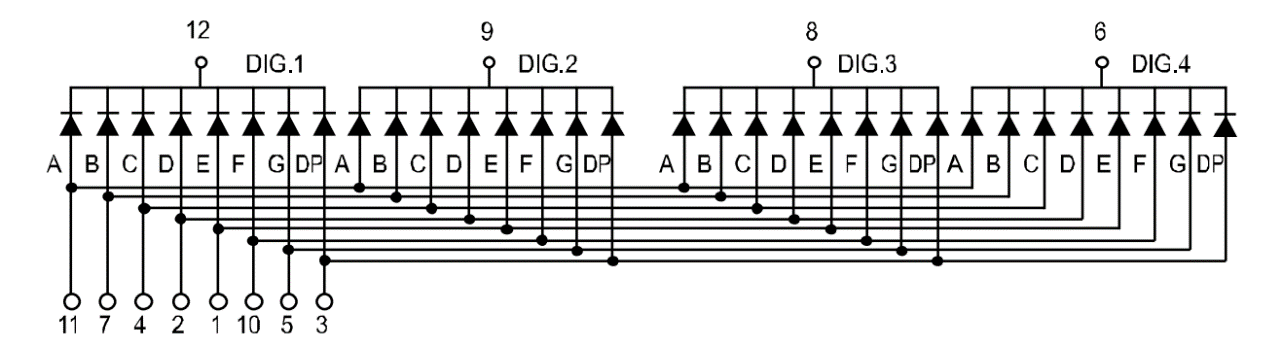 12 9 8 6
DIG.1 DIG.2 DIG.3 DIG.4
A B C D E F G DP A B C D E F G DP A B C D E F G DP A B C D E F G DP
11 7 4 2 1 10 5 3